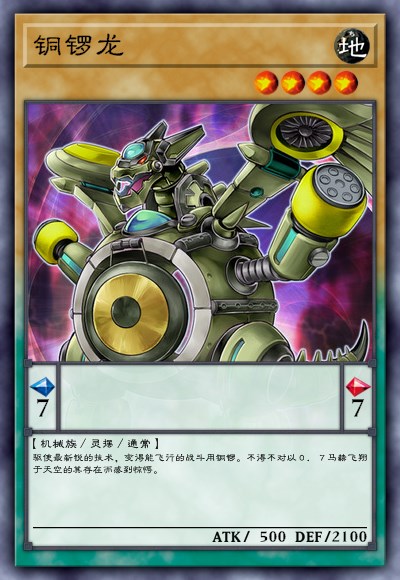 铜锣龙
地
7
7
【机械族／灵摆／通常】
驱使最新锐的技术，变得能飞行的战斗用铜锣。不得不对以0．7马赫飞翔
于天空的其存在而感到惊愕。
ATK/ 500 DEF/2100